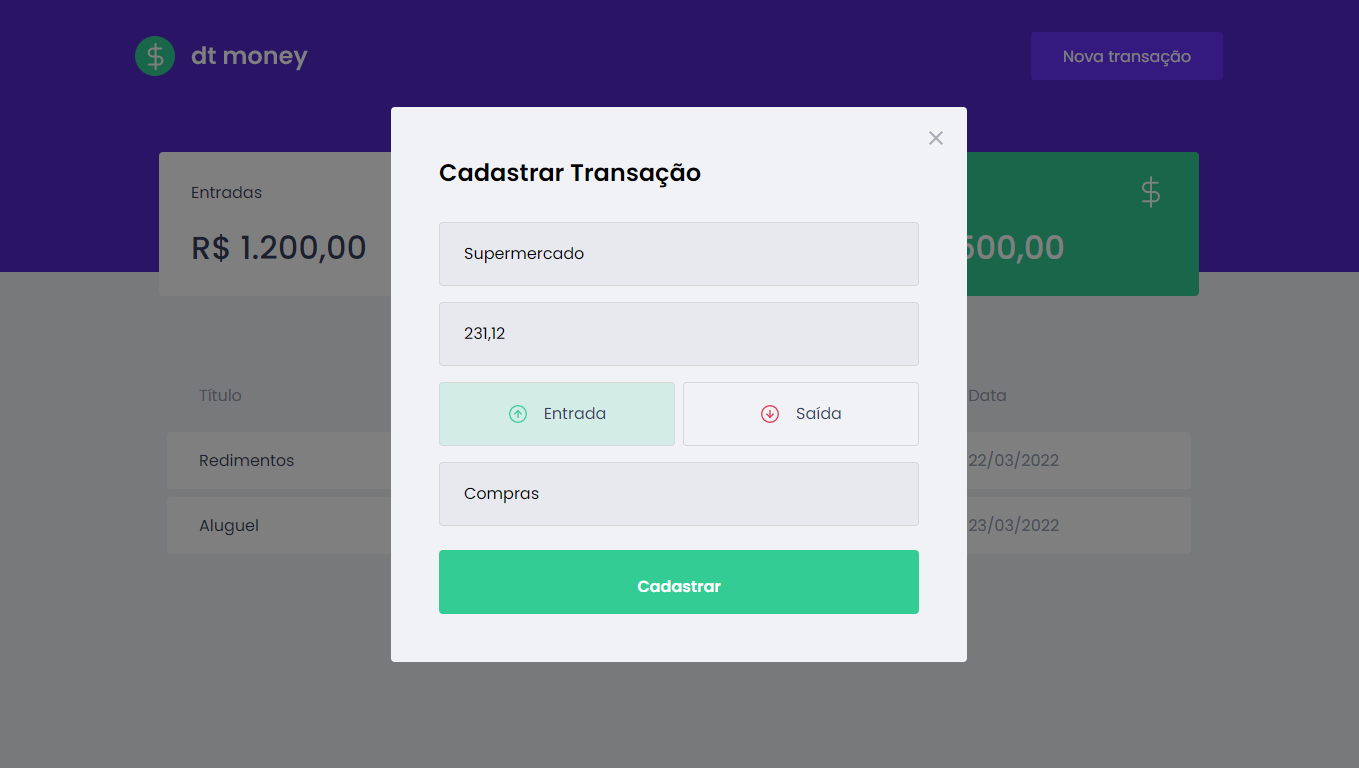 dt money
Nova transação
Cadastrar Transação
Entradas
R$ 1.200,00
500,00
Supermercado
231,12
Entrada
Saída
Compras
Cadastrar
Título
Data
Redimentos
22/03/2022
Aluguel
23/03/2022